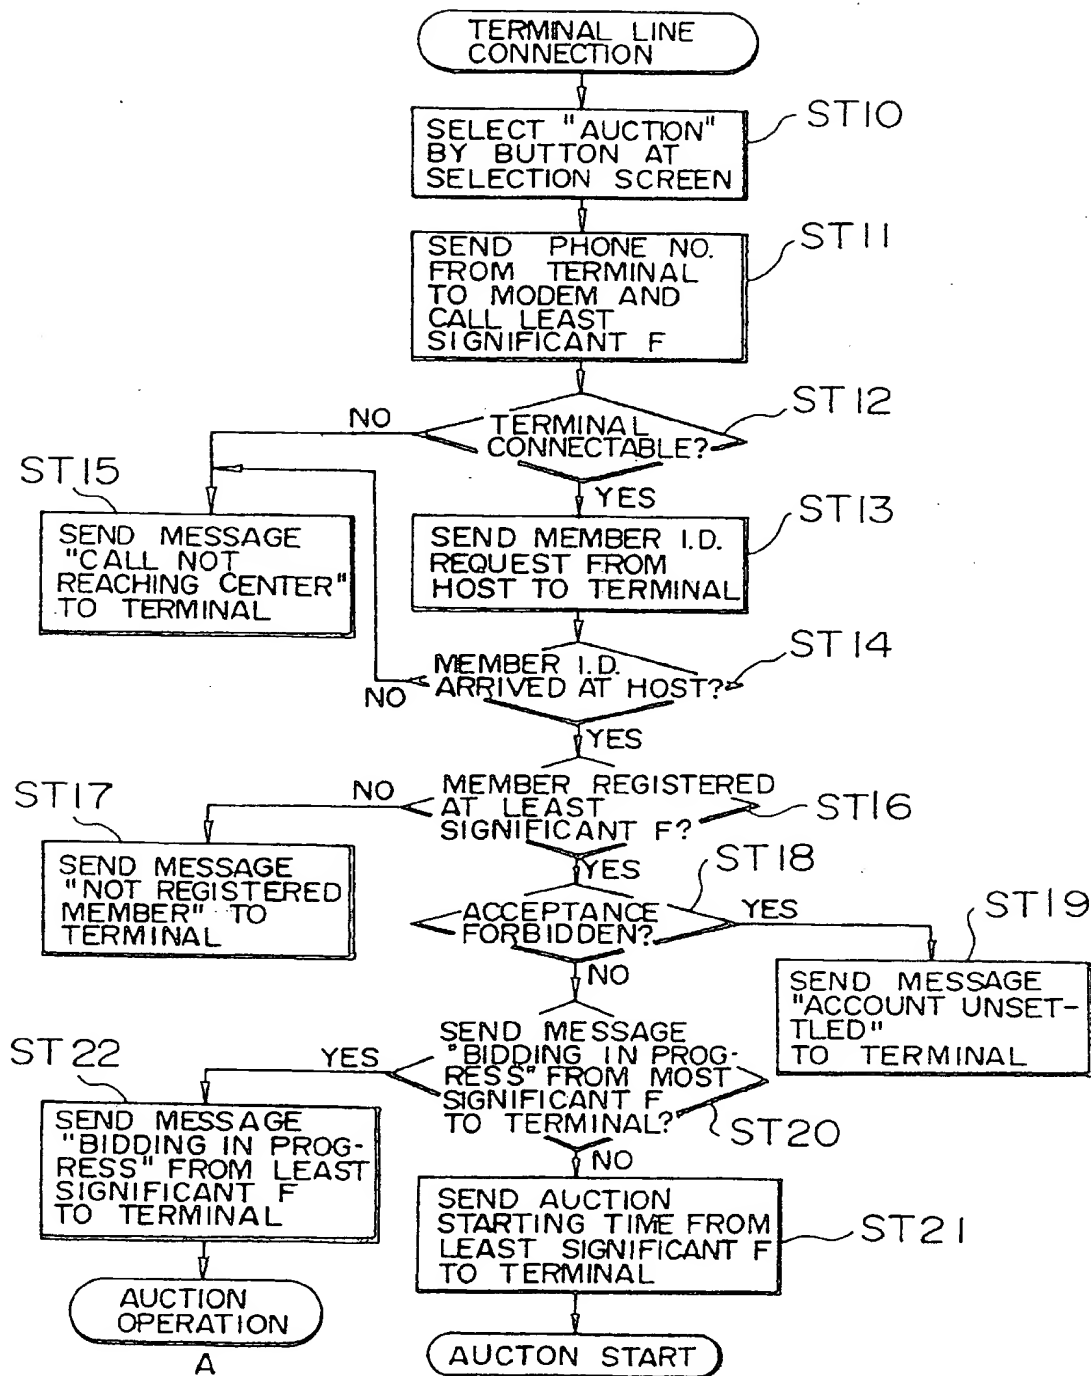 TERMINAL LINE
CONNECTION
ST10
SELECT "AUCTION"
BY BUTTON AT
SELECTION SCREEN
ST11
SEND PHONE NO.
FROM TERMINAL
TO MODEM AND
CALL LEAST
SIGNIFICANT F
ST12
NO
TERMINAL
CONNECTABLE?
YES
ST15
SEND MESSAGE
"CALL NOT
REACHING CENTER"
TO TERMINAL
ST13
SEND MEMBER I.D.
REQUEST FROM
HOST TO TERMINAL
ST14
MEMBER I.D.
ARRIVED AT HOST?
NO
YES
ST17
NO
MEMBER REGISTERED
AT LEAST
SIGNIFICANT F?
ST16
SEND MESSAGE
"NOT REGISTERED
MEMBER" TO
TERMINAL
YES
ST18
ACCEPTANCE
FORBIDDEN?
YES
ST19
NO
SEND MESSAGE
"ACCOUNT UNSET-
TLED"
TO TERMINAL
ST22
YES
SEND MESSAGE
"BIDDING IN PROG-
RESS" FROM MOST
SIGNIFICANT F
TO TERMINAL?
ST20
NO
SEND MESSAGE
"BIDDING IN PROG-
RESS" FROM LEAST
SIGNIFICANT F
TO TERMINAL
SEND AUCTION
STARTING TIME FROM
LEAST SIGNIFICANT F
TO TERMINAL
ST21
AUCTION
OPERATION
A
AUCTON START